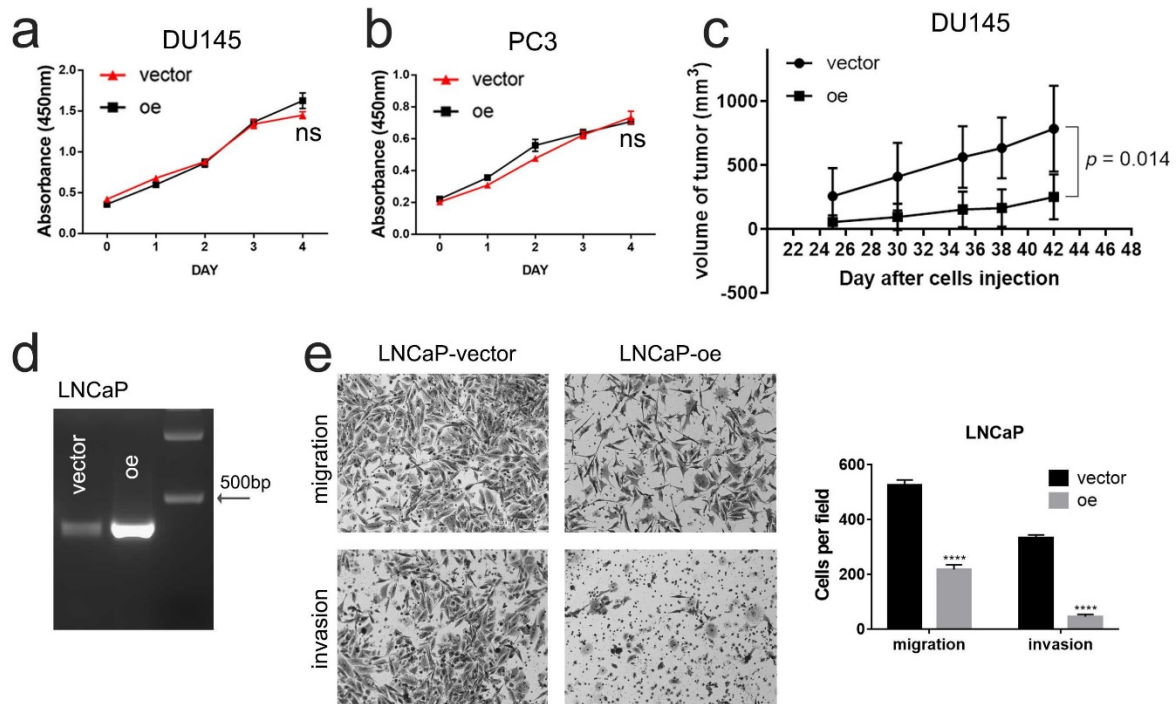 a
DU145
vector
oe
Absorbance (450nm)
2.0
1.5
1.0
0.5
0.0
ns
0 1 2 3 4
DAY
b
PC3
vector
oe
Absorbance (450nm)
1.0
0.8
0.6
0.4
0.2
0.0
ns
0 1 2 3 4
DAY
c
DU145
vector
oe
volume of tumor (mm³)
1000
500
0
-500
p = 0.014
22 24 26 28 30 32 34 36 38 40 42 44 46 48
Day after cells injection
d
LNCaP
vector
oe
500bp
e
LNCaP-vector
LNCaP-oe
migration
invasion
LNCaP
vector
oe
Cells per field
600
400
200
0
****
****
migration invasion